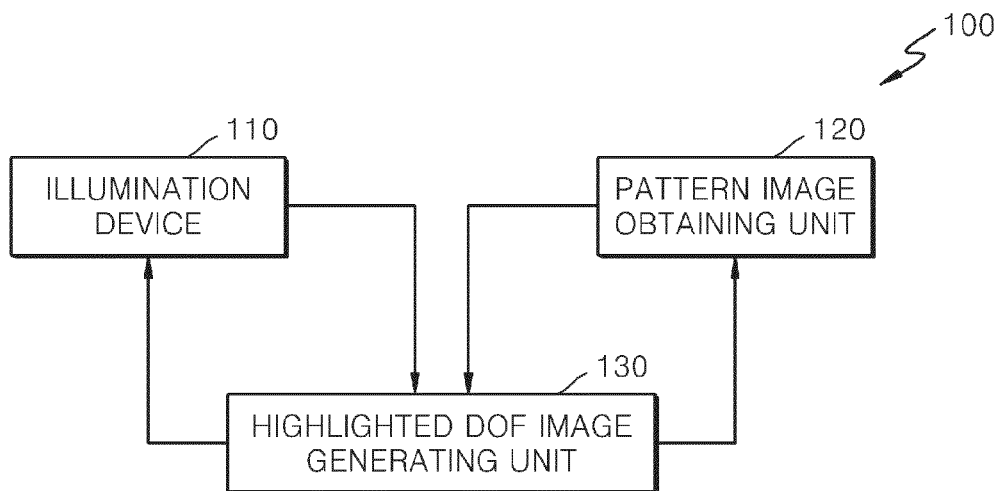 100
110
ILLUMINATION
DEVICE
120
PATTERN IMAGE
OBTAINING UNIT
130
HIGHLIGHTED DOF IMAGE
GENERATING UNIT